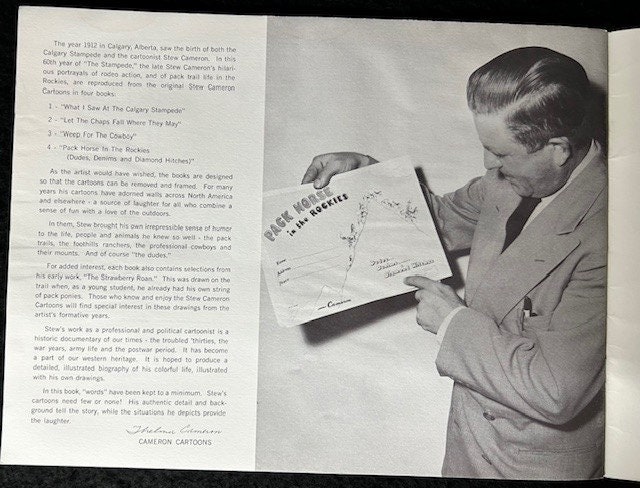 The year 1912 in Calgary, Alberta, saw the birth of both the
Calgary Stampede and the cartoonist Stew Cameron. In this
60th year of "The Stampede," the late Stew Cameron's hilari-
ous portrayals of rodeo action, and of pack trail life in the
Rockies, are reproduced from the original Stew Cameron
Cartoons in four books:
1 - "What I Saw At The Calgary Stampede"
2 - "Let The Chaps Fall Where They May"
3 - "Weep For The Cowboy"
4 - "Pack Horse In The Rockies
(Dudes, Denims and Diamond Hitches)"
As the artist would have wished, the books are designed
so that the cartoons can be removed and framed. For many
years his cartoons have adorned walls across North America
and elsewhere - a source of laughter for all who combine a
sense of fun with a love of the outdoors.
In them, Stew brought his own irrepressible sense of humor
to the life, people and animals he knew so well - the pack
trails, the foothills ranchers, the professional cowboys and
their mounts. And of course "the dudes."
For added interest, each book also contains selections from
his early work, "The Strawberry Roan." This was drawn on the
trail when, as a young student, he already had his own string
of pack ponies. Those who know and enjoy the Stew Cameron
Cartoons will find special interest in these drawings from the
artist's formative years.
Stew's work as a professional and political cartoonist is a
historic documentary of our times - the troubled 'thirties, the
war years, army life and the postwar period. It has become
a part of our western heritage. It is hoped to produce a
detailed, illustrated biography of his colorful life, illustrated
with his own drawings.
In this book, "words" have been kept to a minimum. Stew's
cartoons need few or none! His authentic detail and back-
ground tell the story, while the situations he depicts provide
the laughter.
Thelma Cameron
CAMERON CARTOONS
PACK HORSE
in the ROCKIES
Name
Address
Dudes
Denims
Diamond Hitches
Cameron